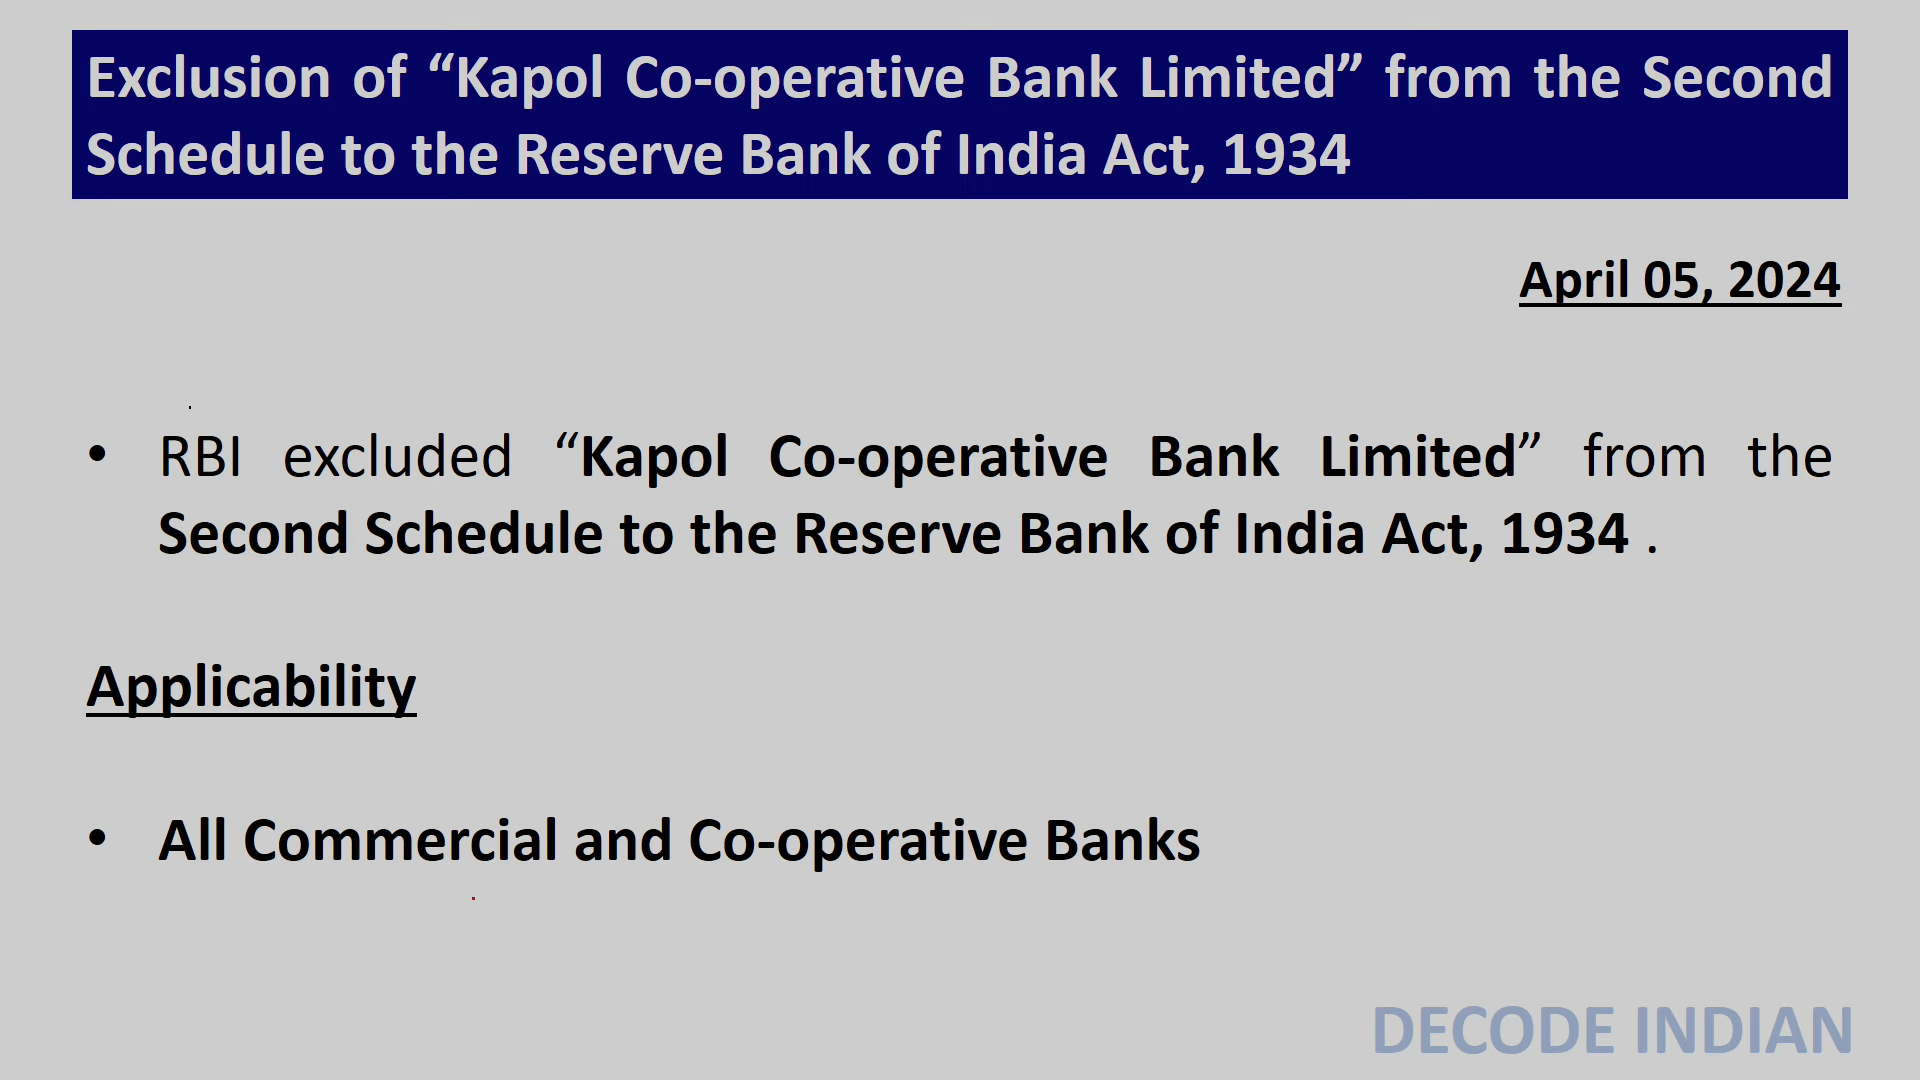 Exclusion of “Kapol Co-operative Bank Limited” from the Second
Schedule to the Reserve Bank of India Act, 1934
April 05, 2024
• RBI excluded “Kapol Co-operative Bank Limited” from the
Second Schedule to the Reserve Bank of India Act, 1934 .
Applicability
• All Commercial and Co-operative Banks
DECODE INDIAN